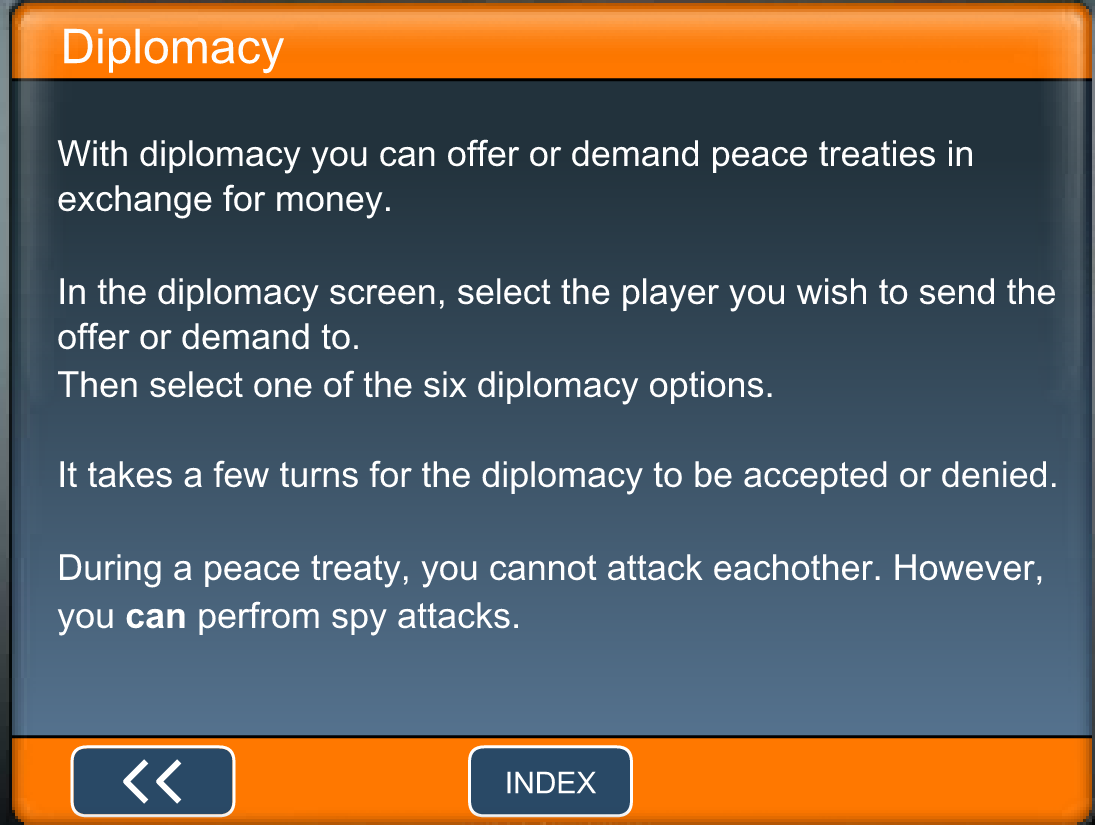 Diplomacy
With diplomacy you can offer or demand peace treaties in
exchange for money.
In the diplomacy screen, select the player you wish to send the
offer or demand to.
Then select one of the six diplomacy options.
It takes a few turns for the diplomacy to be accepted or denied.
During a peace treaty, you cannot attack eachother. However,
you can perfrom spy attacks.
INDEX